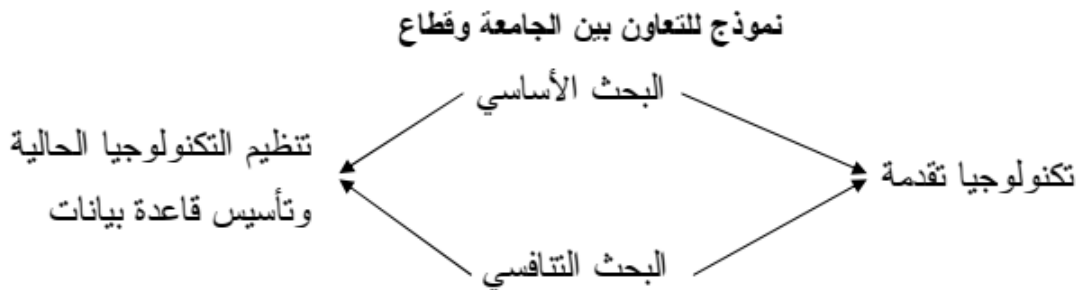 نموذج للتعاون بين الجامعة وقطاع
البحث الأساسي
تكنولوجيا تقدمة
تنظيم التكنولوجيا الحالية
وتأسيس قاعدة بيانات
البحث التنافسي